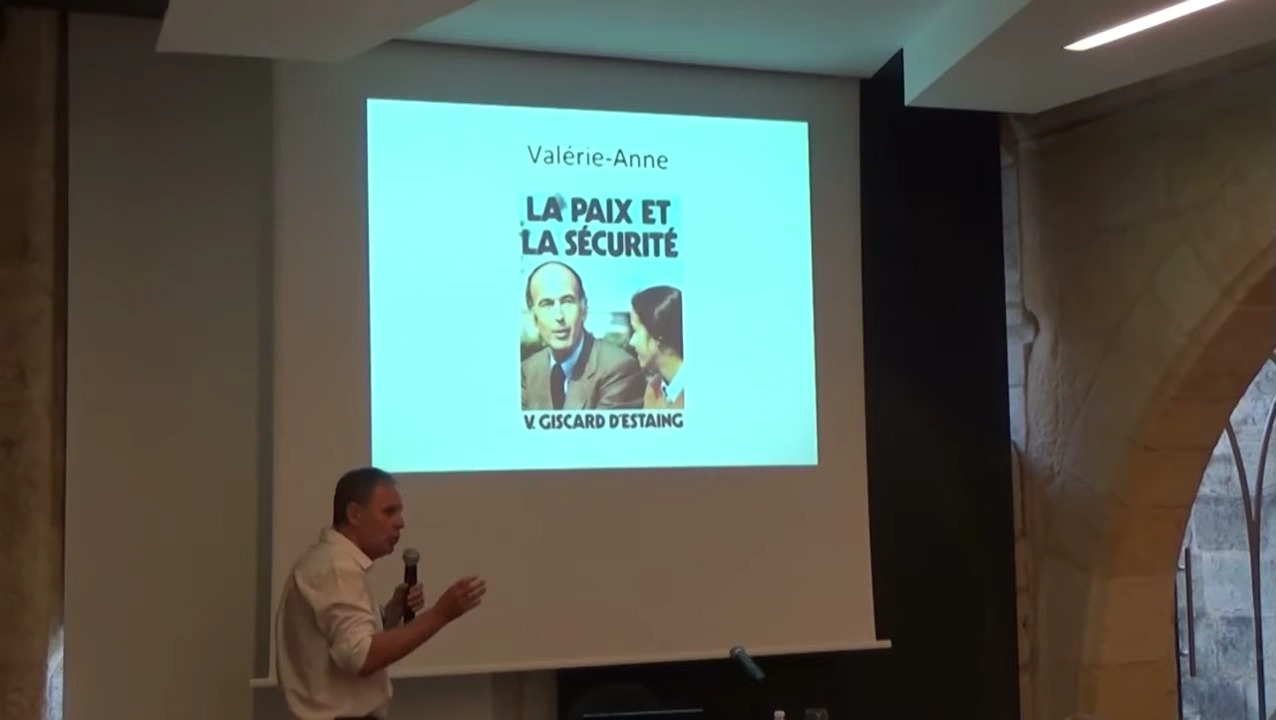 Valérie-Anne
LA PAIX ET
LA SÉCURITÉ
V. GISCARD D'ESTAING